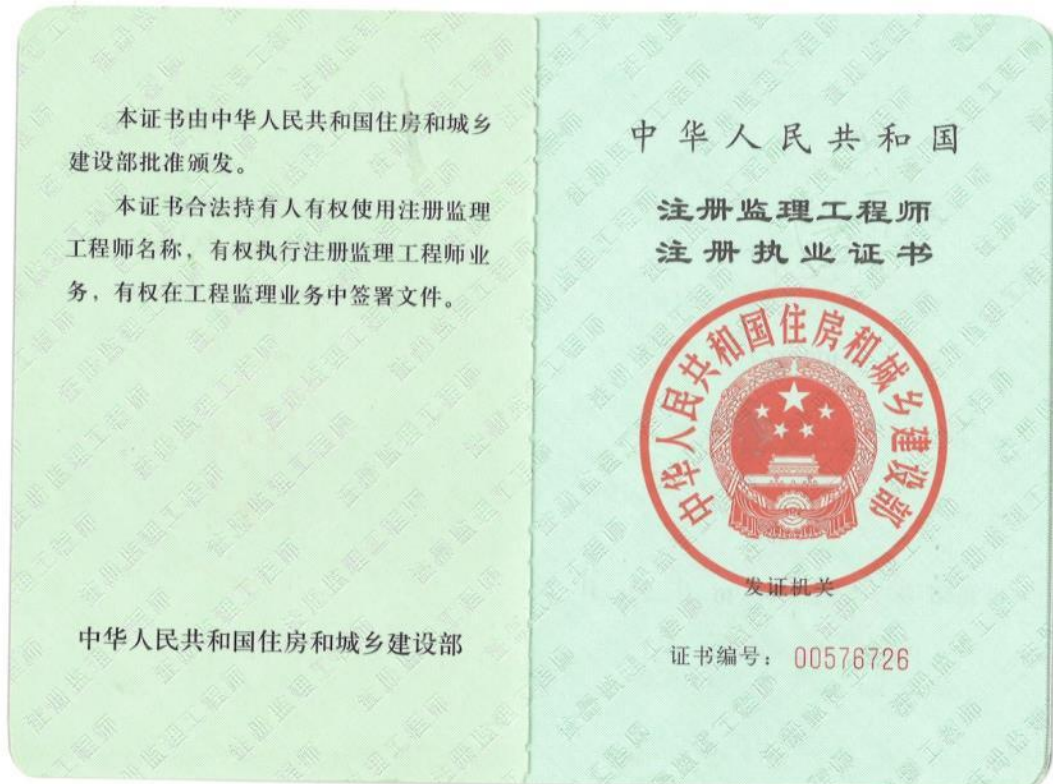 本证书由中华人民共和国住房和城乡
建设部批准颁发。
本证书合法持有人有权使用注册监理
工程师名称，有权执行注册监理工程师业
务，有权在工程监理业务中签署文件。
中华人民共和国住房和城乡建设部
中华人民共和国
注册监理工程师
注册执业证书
中华人民共和国住房和城乡建设部
发证机关
证书编号：00576726